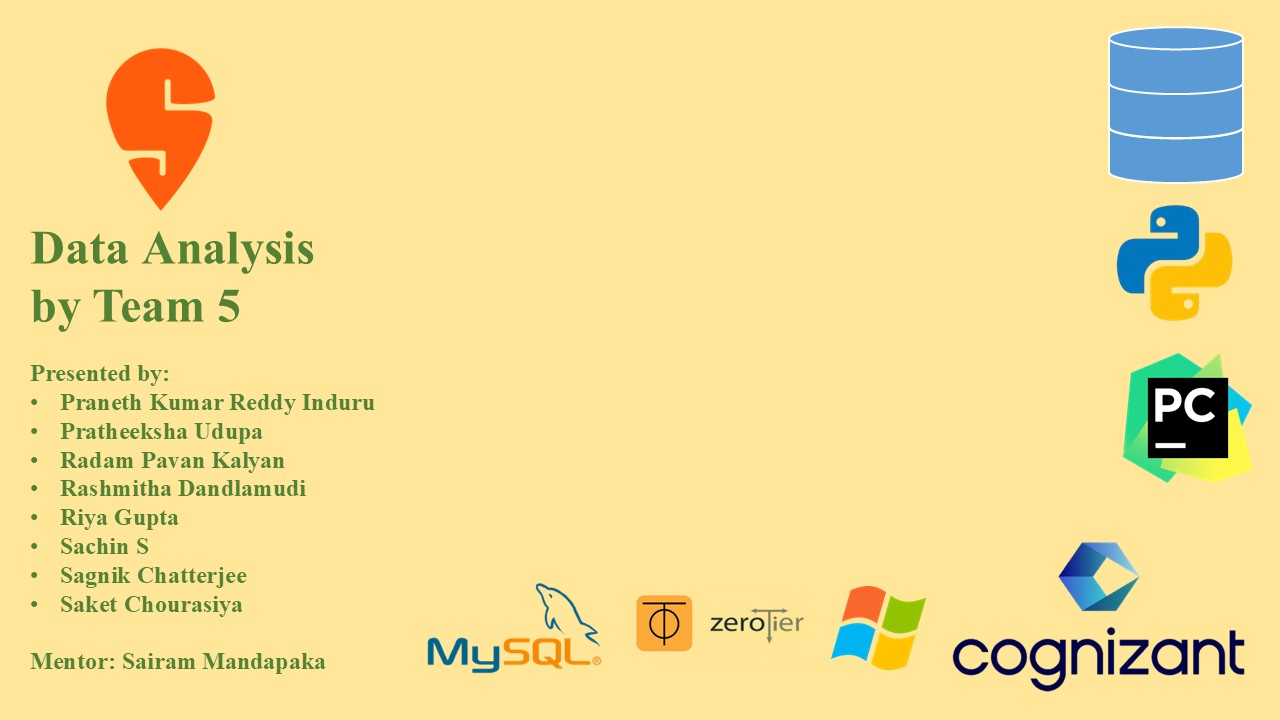 Data Analysis
by Team 5
Presented by:
• Praneth Kumar Reddy Induru
• Pratheeksha Udupa
• Radam Pavan Kalyan
• Rashmitha Dandlamudi
• Riya Gupta
• Sachin S
• Sagnik Chatterjee
• Saket Chourasiya
Mentor: Sairam Mandapaka
PC
MySQL®
zeroTier
cognizant